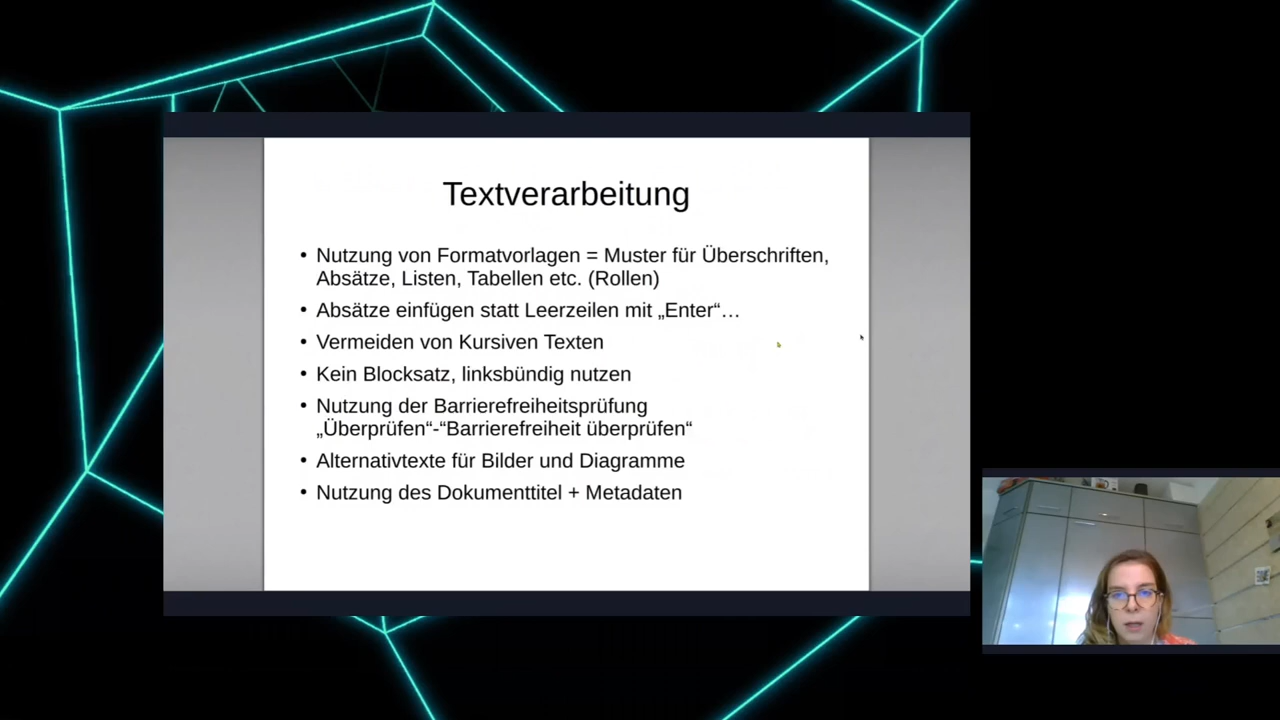 Textverarbeitung
• Nutzung von Formatvorlagen = Muster für Überschriften,
Absätze, Listen, Tabellen etc. (Rollen)
• Absätze einfügen statt Leerzeilen mit „Enter“…
• Vermeiden von Kursiven Texten
• Kein Blocksatz, linksbündig nutzen
• Nutzung der Barrierefreiheitsprüfung
„Überprüfen“-“Barrierefreiheit überprüfen“
• Alternativtexte für Bilder und Diagramme
• Nutzung des Dokumenttitel + Metadaten